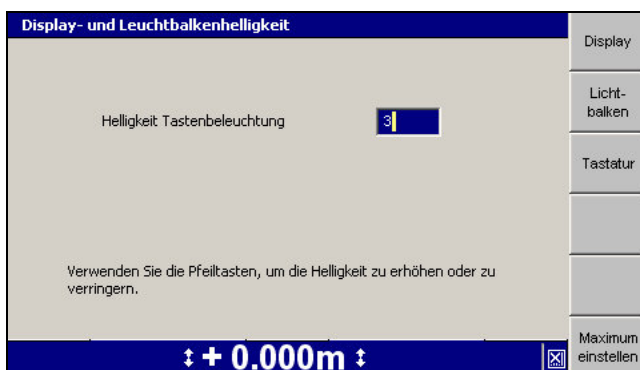 Display- und Leuchtbalkenhelligkeit
Display
Licht-
balken
Helligkeit Tastenbeleuchtung
3
Tastatur
Verwenden Sie die Pfeiltasten, um die Helligkeit zu erhöhen oder zu
verringern.
Maximum
einstellen
+ 0.000m